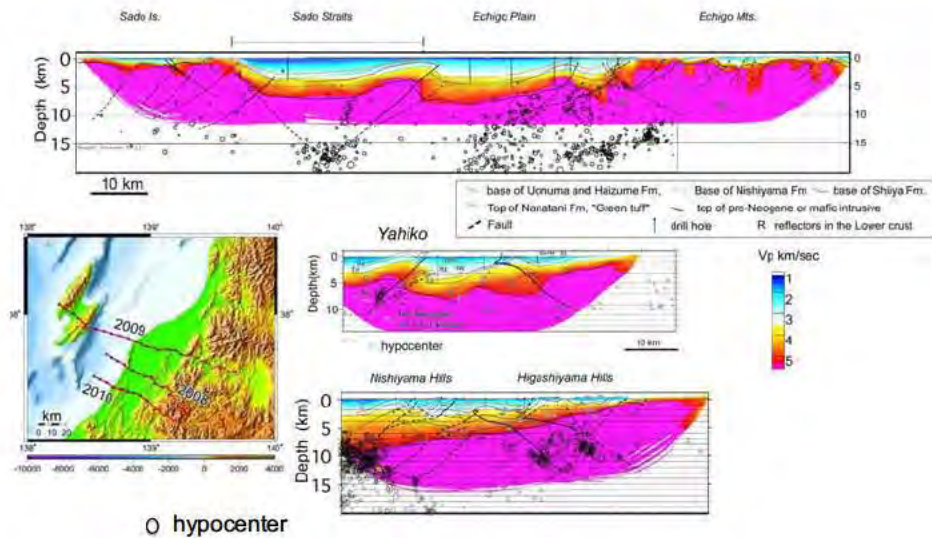 Sado Is. Sado Straits Echigo Plain Echigo Mts.
0 0
5 5
10 10
15 15
Depth (km)
10 km
base of Uonuma and Haizume Fm, Base of Nishiyama Fm base of Shiiya Fm.
Top of Nanatani Fm, "Green tuff" top of pre-Neogene or mafic intrusive
Fault drill hole R reflectors in the Lower crust
138° 139° 140°
38° 38°
2009
2008
2010
km
0 10 20
138° 139° 140°
-10000 -8000 -6000 -4000 -2000 0 2000 4000
Yahiko
Depth(km)
0
5
10
hypocenter
10 km
Vp km/sec
1
2
3
4
5
Nishiyama Hills Higashiyama Hills
Depth (km)
0
5
10
15
O hypocenter